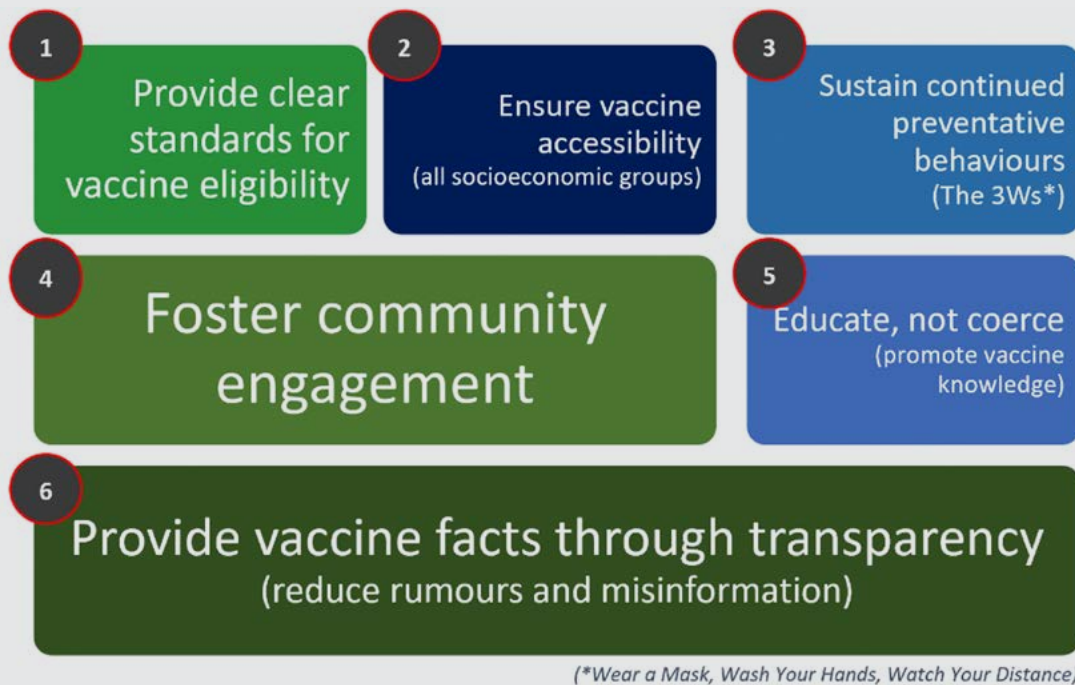 1
Provide clear
standards for
vaccine eligibility
2
Ensure vaccine
accessibility
(all socioeconomic groups)
3
Sustain continued
preventative
behaviours
(The 3Ws*)
4
Foster community
engagement
5
Educate, not coerce
(promote vaccine
knowledge)
6
Provide vaccine facts through transparency
(reduce rumours and misinformation)
(*Wear a Mask, Wash Your Hands, Watch Your Distance)